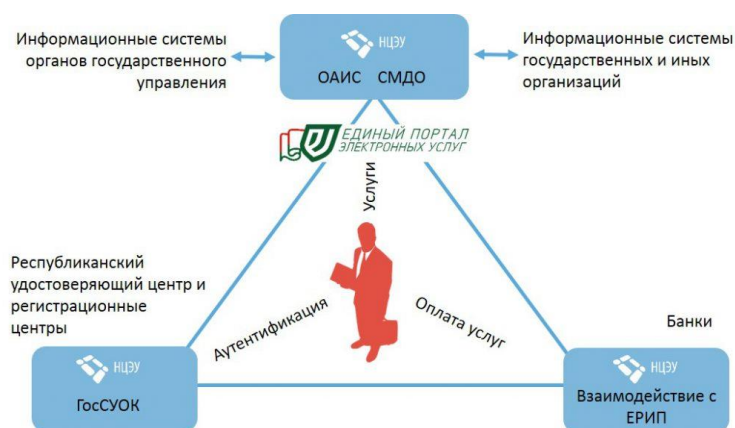 Информационные системы
органов государственного
управления
НЦЭУ
ОАИС СМДО
Информационные системы
государственных и иных
организаций
ЕДИНЫЙ ПОРТАЛ
ЭЛЕКТРОННЫХ УСЛУГ
Услуги
Республиканский
удостоверяющий центр и
регистрационные
центры
Аутентификация
Оплата услуг
Банки
НЦЭУ
ГосСУОК
НЦЭУ
Взаимодействие с
ЕРИП